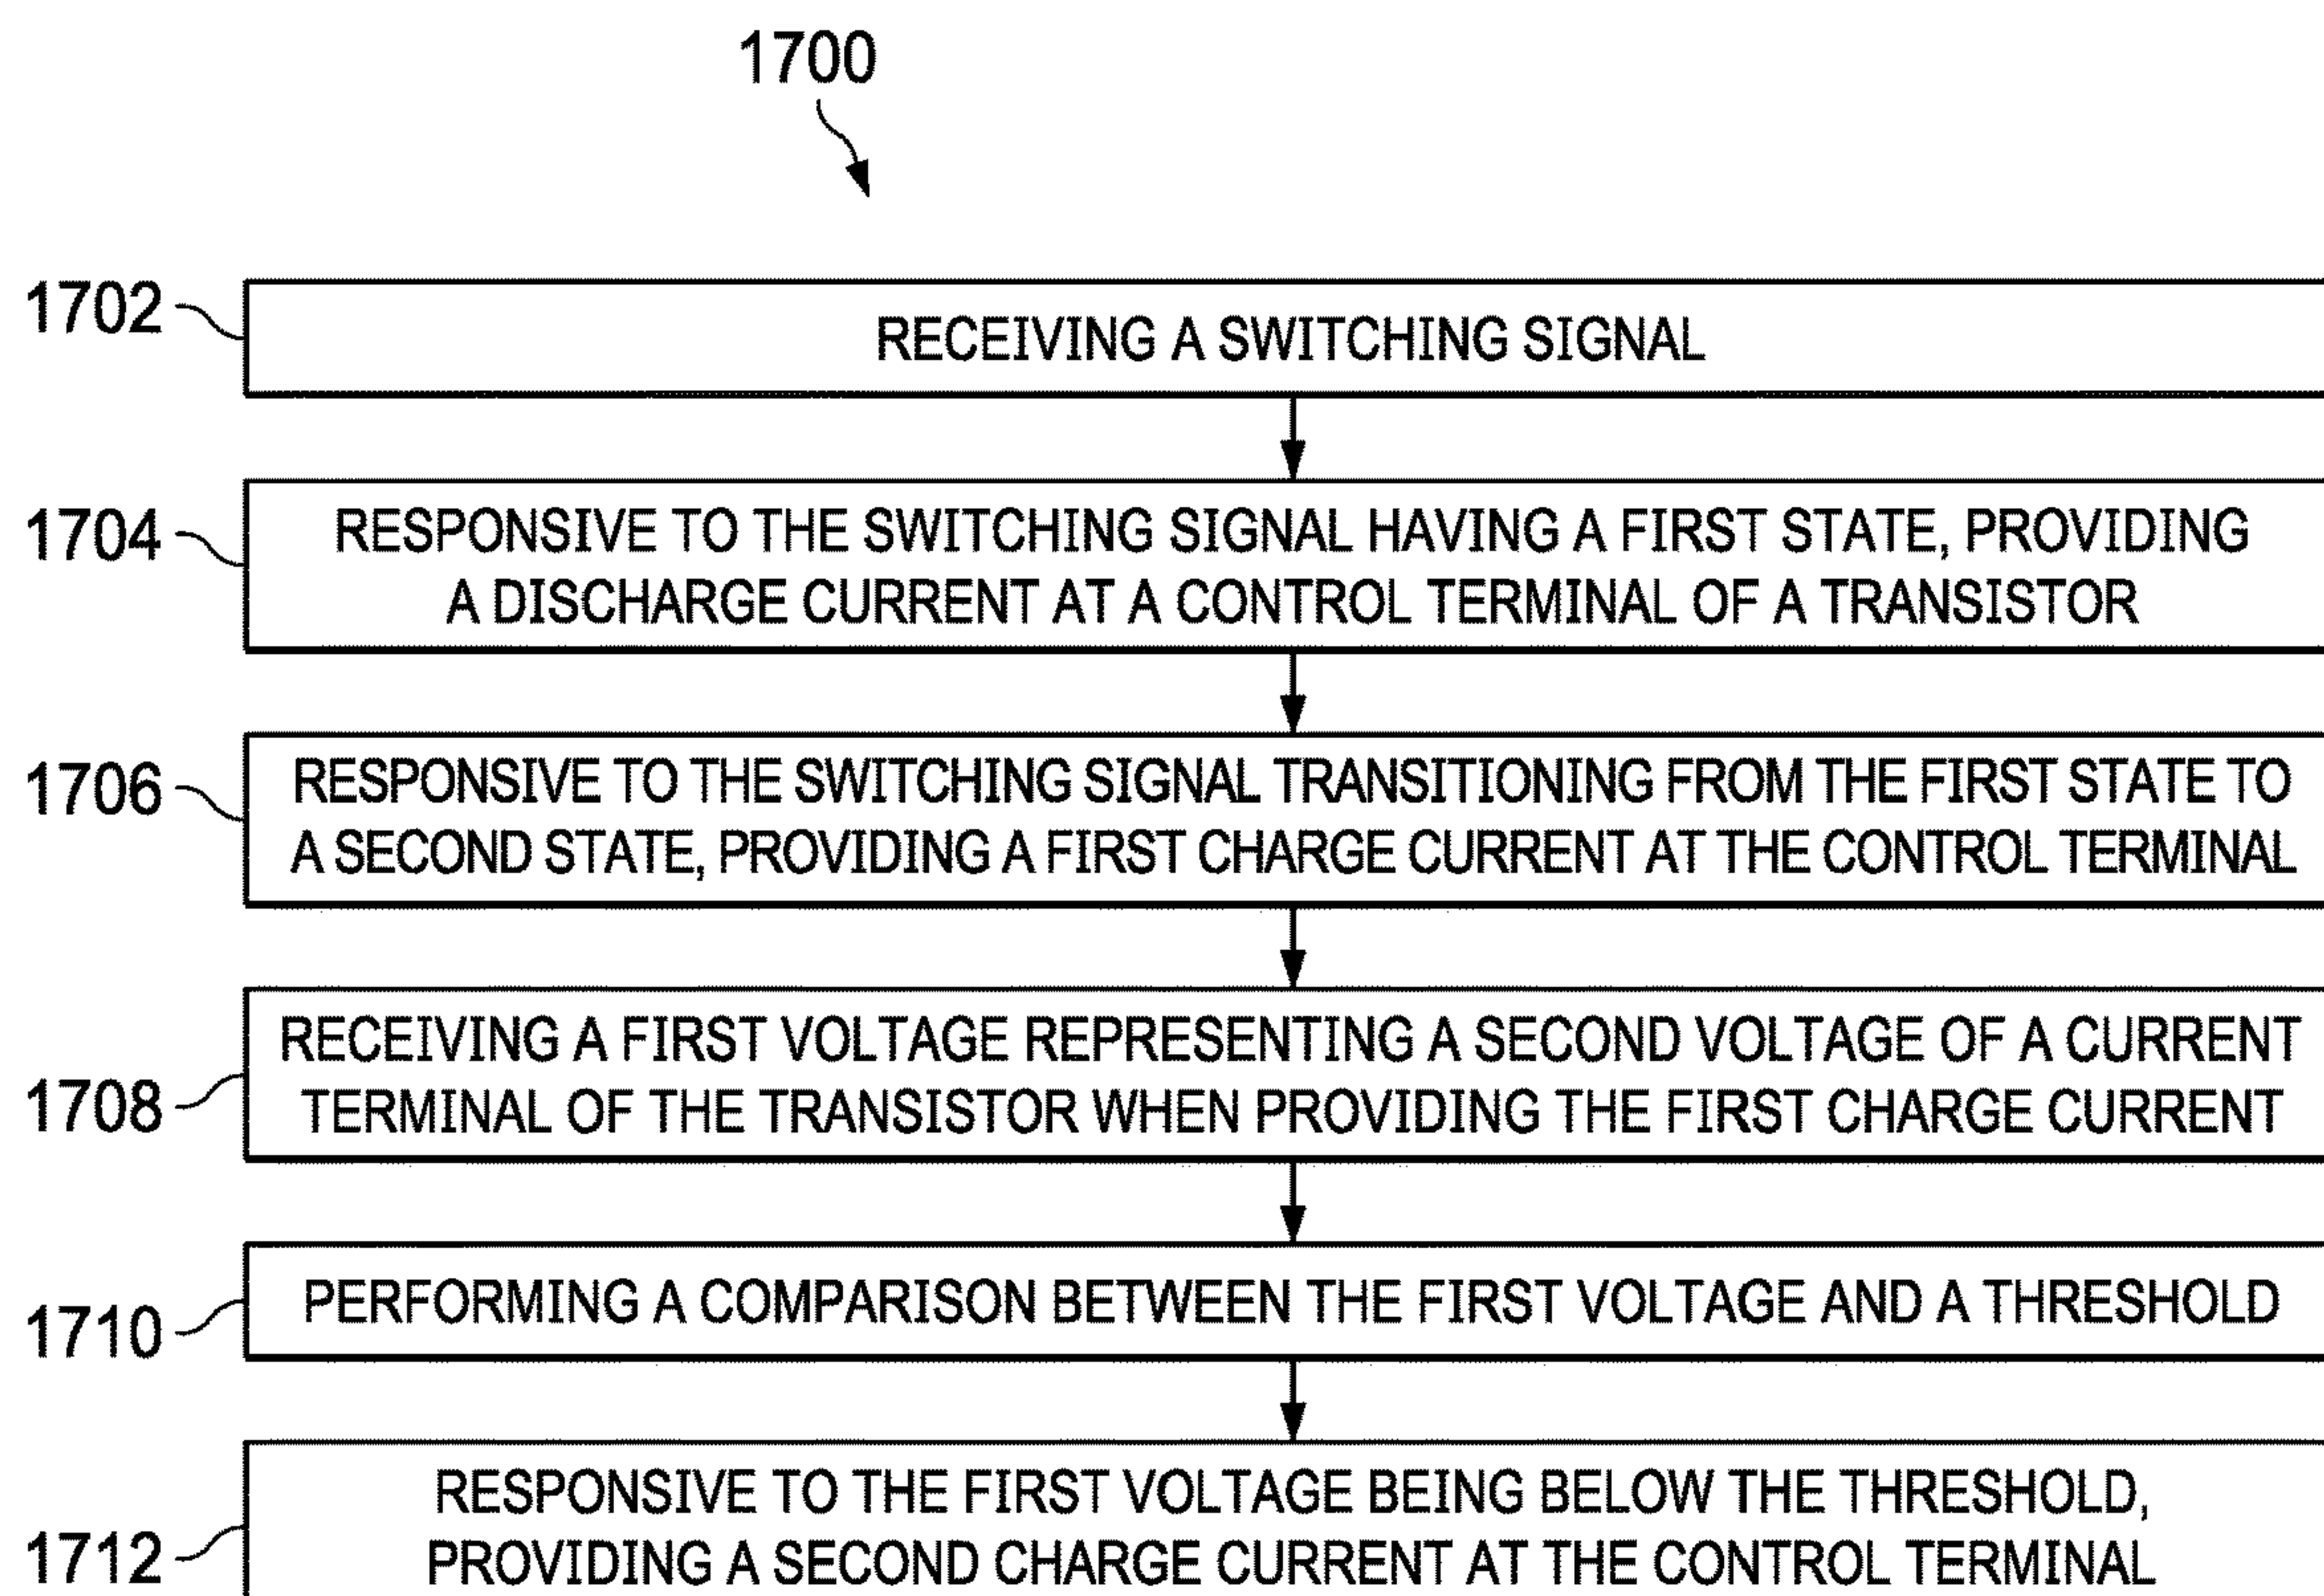 1700
1702
RECEIVING A SWITCHING SIGNAL
1704
RESPONSIVE TO THE SWITCHING SIGNAL HAVING A FIRST STATE, PROVIDING
A DISCHARGE CURRENT AT A CONTROL TERMINAL OF A TRANSISTOR
1706
RESPONSIVE TO THE SWITCHING SIGNAL TRANSITIONING FROM THE FIRST STATE TO
A SECOND STATE, PROVIDING A FIRST CHARGE CURRENT AT THE CONTROL TERMINAL
1708
RECEIVING A FIRST VOLTAGE REPRESENTING A SECOND VOLTAGE OF A CURRENT
TERMINAL OF THE TRANSISTOR WHEN PROVIDING THE FIRST CHARGE CURRENT
1710
PERFORMING A COMPARISON BETWEEN THE FIRST VOLTAGE AND A THRESHOLD
1712
RESPONSIVE TO THE FIRST VOLTAGE BEING BELOW THE THRESHOLD,
PROVIDING A SECOND CHARGE CURRENT AT THE CONTROL TERMINAL